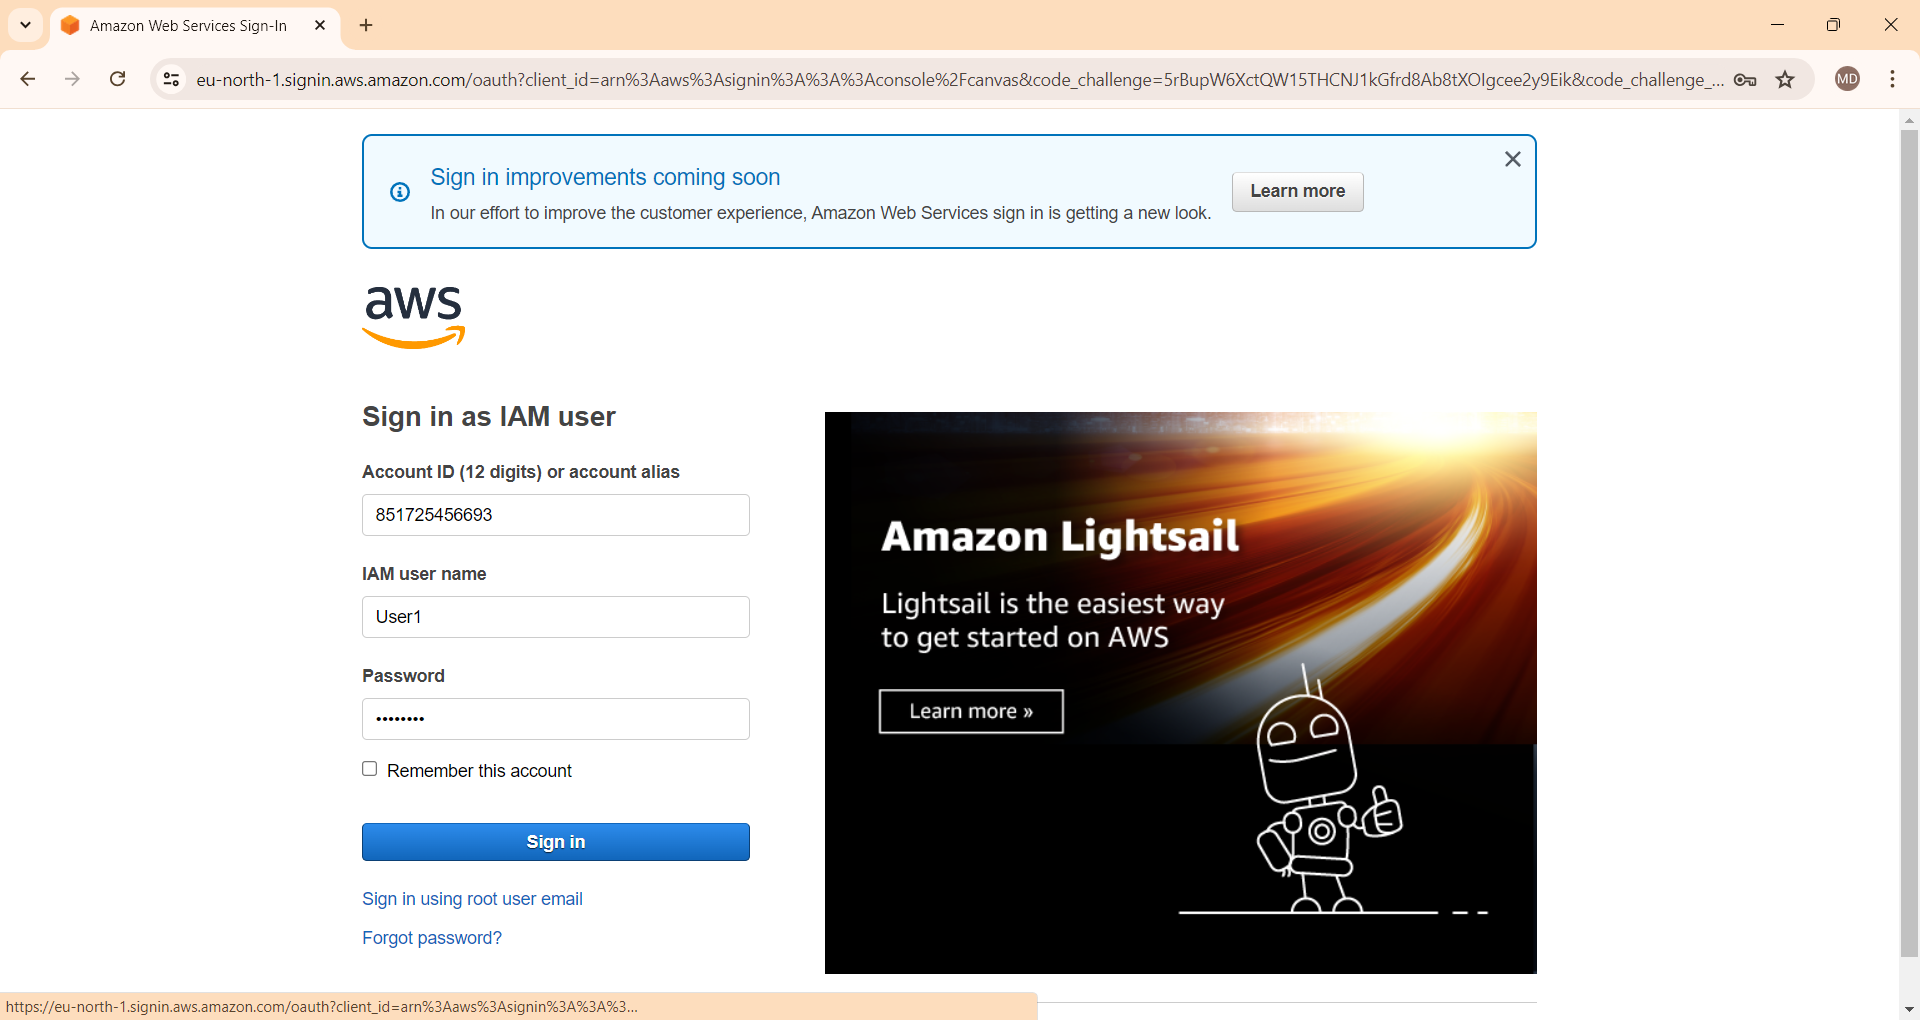 Amazon Web Services Sign-In
eu-north-1.signin.aws.amazon.com/oauth?client_id=arn%3Aaws%3Asignin%3A%3A%3Aconsole%2Fcanvas&code_challenge=5rBupW6XctQW15THCNJ1kGfrd8Ab8tXOIgcee2y9Eik&code_challenge_...
MD
Sign in improvements coming soon
In our effort to improve the customer experience, Amazon Web Services sign in is getting a new look.
Learn more
aws
Sign in as IAM user
Account ID (12 digits) or account alias
851725456693
IAM user name
User1
Password
••••••••
Remember this account
Sign in
Sign in using root user email
Forgot password?
Amazon Lightsail
Lightsail is the easiest way
to get started on AWS
Learn more »
https://eu-north-1.signin.aws.amazon.com/oauth?client_id=arn%3Aaws%3Asignin%3A%3A%3...